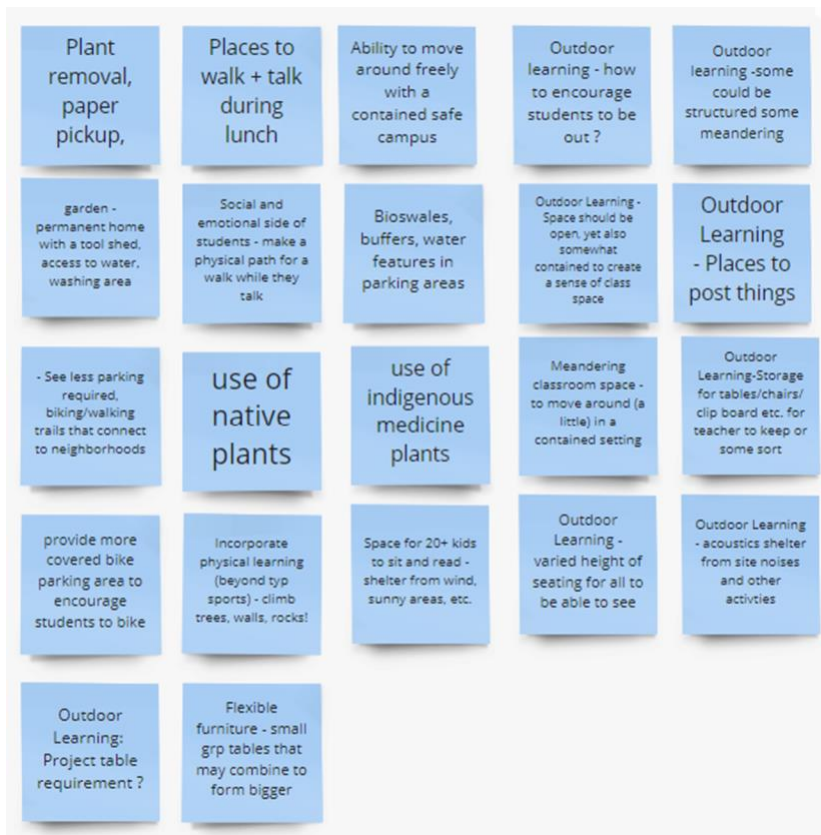 Plant
removal,
paper
pickup,
Places to
walk + talk
during
lunch
Ability to move
around freely
with a
contained safe
campus
Outdoor
learning - how
to encourage
students to be
out ?
Outdoor
learning -some
could be
structured some
meandering
garden -
permanent home
with a tool shed,
access to water,
washing area
Social and
emotional side of
students - make a
physical path for a
walk while they
talk
Bioswales,
buffers, water
features in
parking areas
Outdoor Learning -
Space should be
open, yet also
somewhat
contained to create
a sense of class
space
Outdoor
Learning
- Places to
post things
- See less parking
required,
biking/walking
trails that connect
to neighborhoods
use of
native
plants
use of
indigenous
medicine
plants
Meandering
classroom space -
to move around (a
little) in a
contained setting
Outdoor
Learning-Storage
for tables/chairs/
clip board etc. for
teacher to keep or
some sort
provide more
covered bike
parking area to
encourage
students to bike
Incorporate
physical learning
(beyond typ
sports) - climb
trees, walls, rocks!
Space for 20+ kids
to sit and read -
shelter from wind,
sunny areas, etc.
Outdoor
Learning -
varied height of
seating for all to
be able to see
Outdoor Learning
- acoustics shelter
from site noises
and other
activties
Outdoor
Learning:
Project table
requirement ?
Flexible
furniture - small
grp tables that
may combine to
form bigger